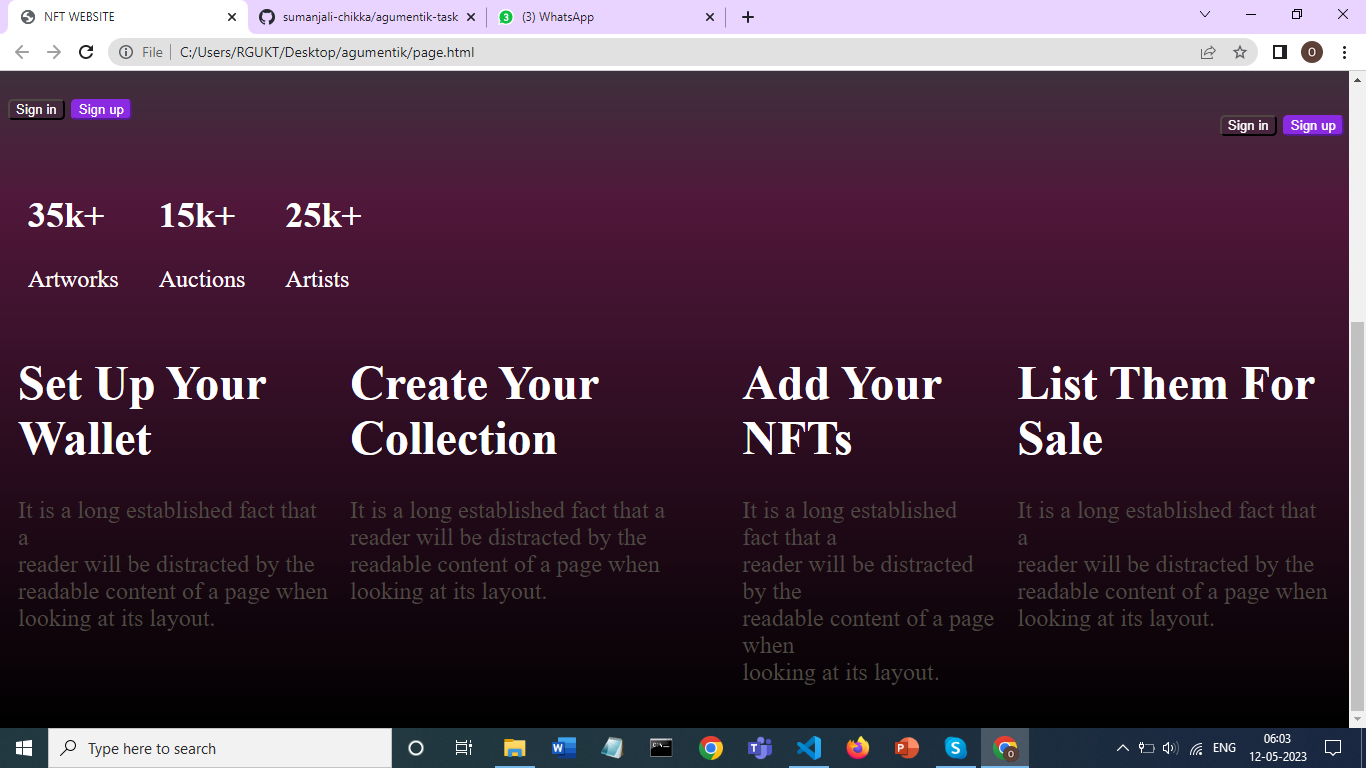 NFT WEBSITE
sumanjali-chikka/agumentik-task
(3) WhatsApp
File
C:/Users/RGUKT/Desktop/agumentik/page.html
O
Sign in Sign up
Sign in Sign up
35k+ 15k+ 25k+
Artworks Auctions Artists
Set Up Your
Wallet
It is a long established fact that
a
reader will be distracted by the
readable content of a page when
looking at its layout.
Create Your
Collection
It is a long established fact that a
reader will be distracted by the
readable content of a page when
looking at its layout.
Add Your
NFTs
It is a long established
fact that a
reader will be distracted
by the
readable content of a page
when
looking at its layout.
List Them For
Sale
It is a long established fact that
a
reader will be distracted by the
readable content of a page when
looking at its layout.
Type here to search
ENG
06:03
12-05-2023